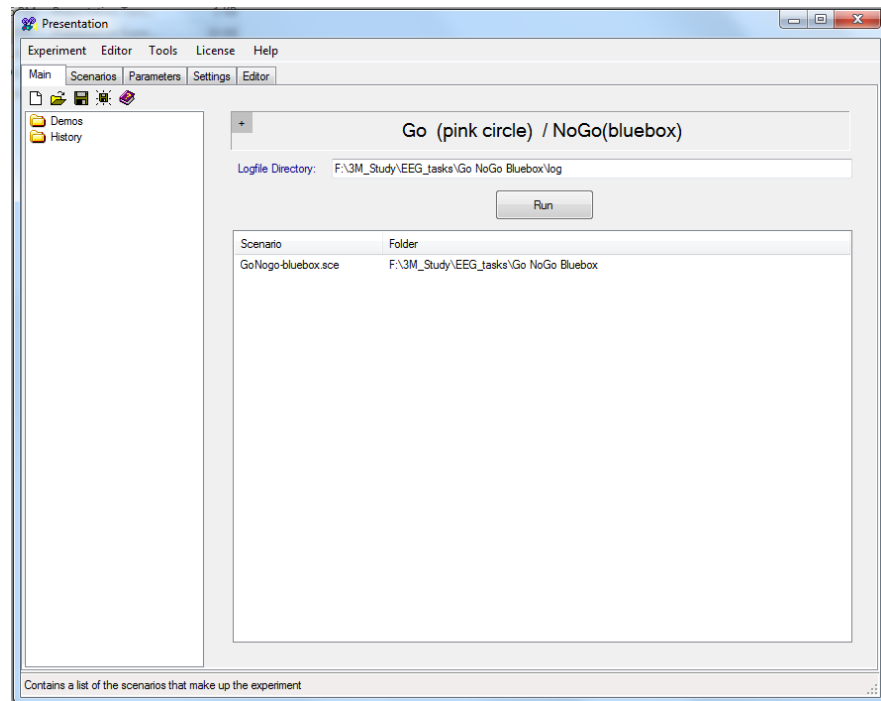 Presentation
Experiment Editor Tools License Help
Main Scenarios Parameters Settings Editor
Demos
History
+
Go (pink circle) / NoGo(bluebox)
Logfile Directory: F:\3M_Study\EEG_tasks\Go NoGo Bluebox\log
Run
Scenario Folder
GoNogo-bluebox.sce F:\3M_Study\EEG_tasks\Go NoGo Bluebox
Contains a list of the scenarios that make up the experiment